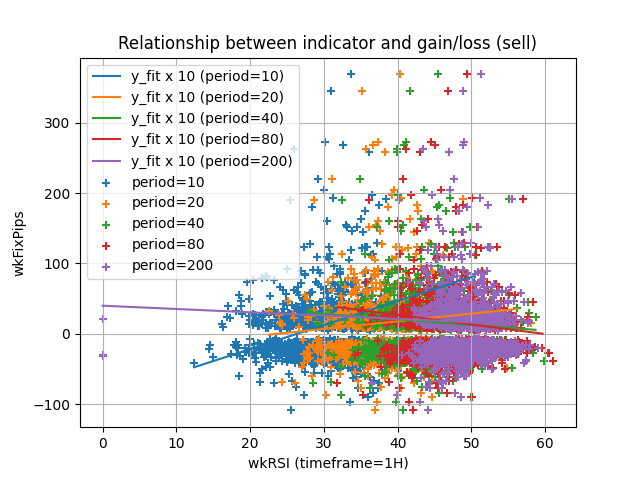 Relationship between indicator and gain/loss (sell)
y_fit x 10 (period=10)
y_fit x 10 (period=20)
y_fit x 10 (period=40)
y_fit x 10 (period=80)
y_fit x 10 (period=200)
period=10
period=20
period=40
period=80
period=200
wkFixPips
300
200
100
0
−100
0 10 20 30 40 50 60
wkRSI (timeframe=1H)